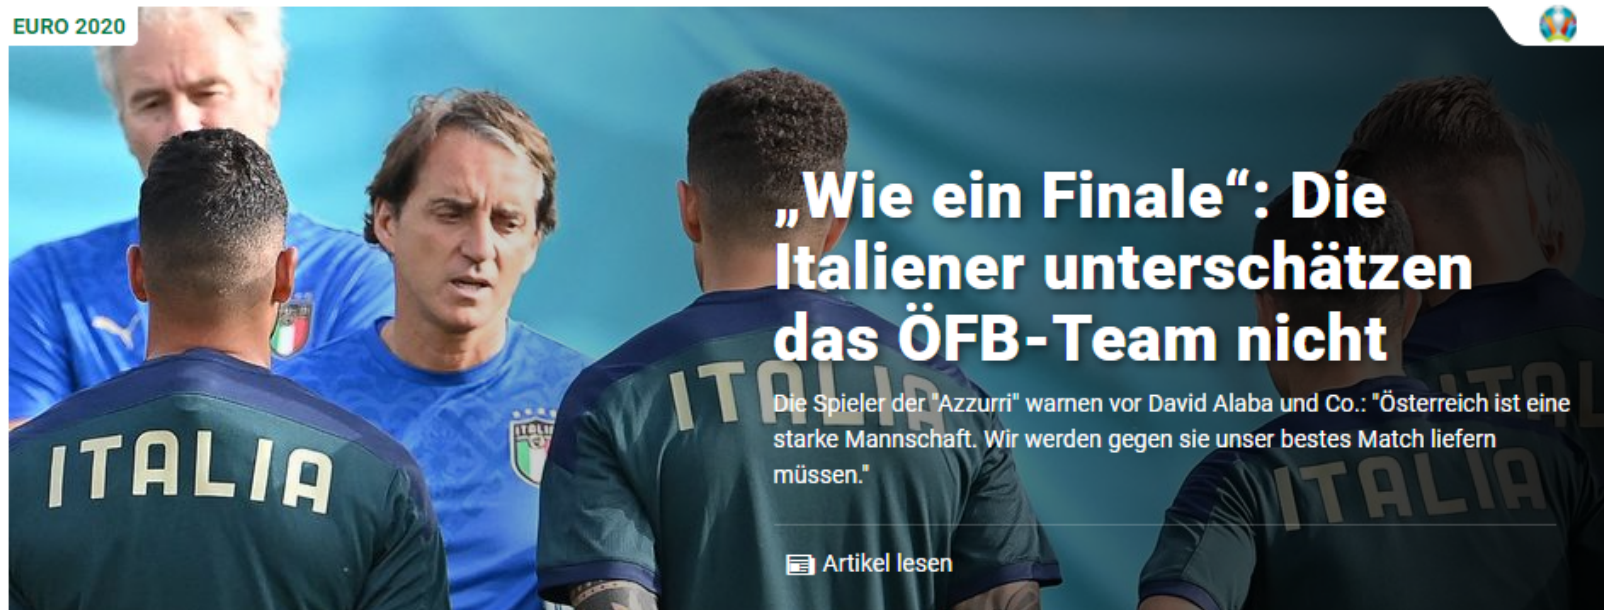 EURO 2020
„Wie ein Finale“: Die
Italiener unterschätzen
das ÖFB-Team nicht
Die Spieler der "Azzurri" warnen vor David Alaba und Co.: "Österreich ist eine
starke Mannschaft. Wir werden gegen sie unser bestes Match liefern
müssen."
Artikel lesen
ITALIA
ITALIA
ITALIA
ITAL
ITALIA